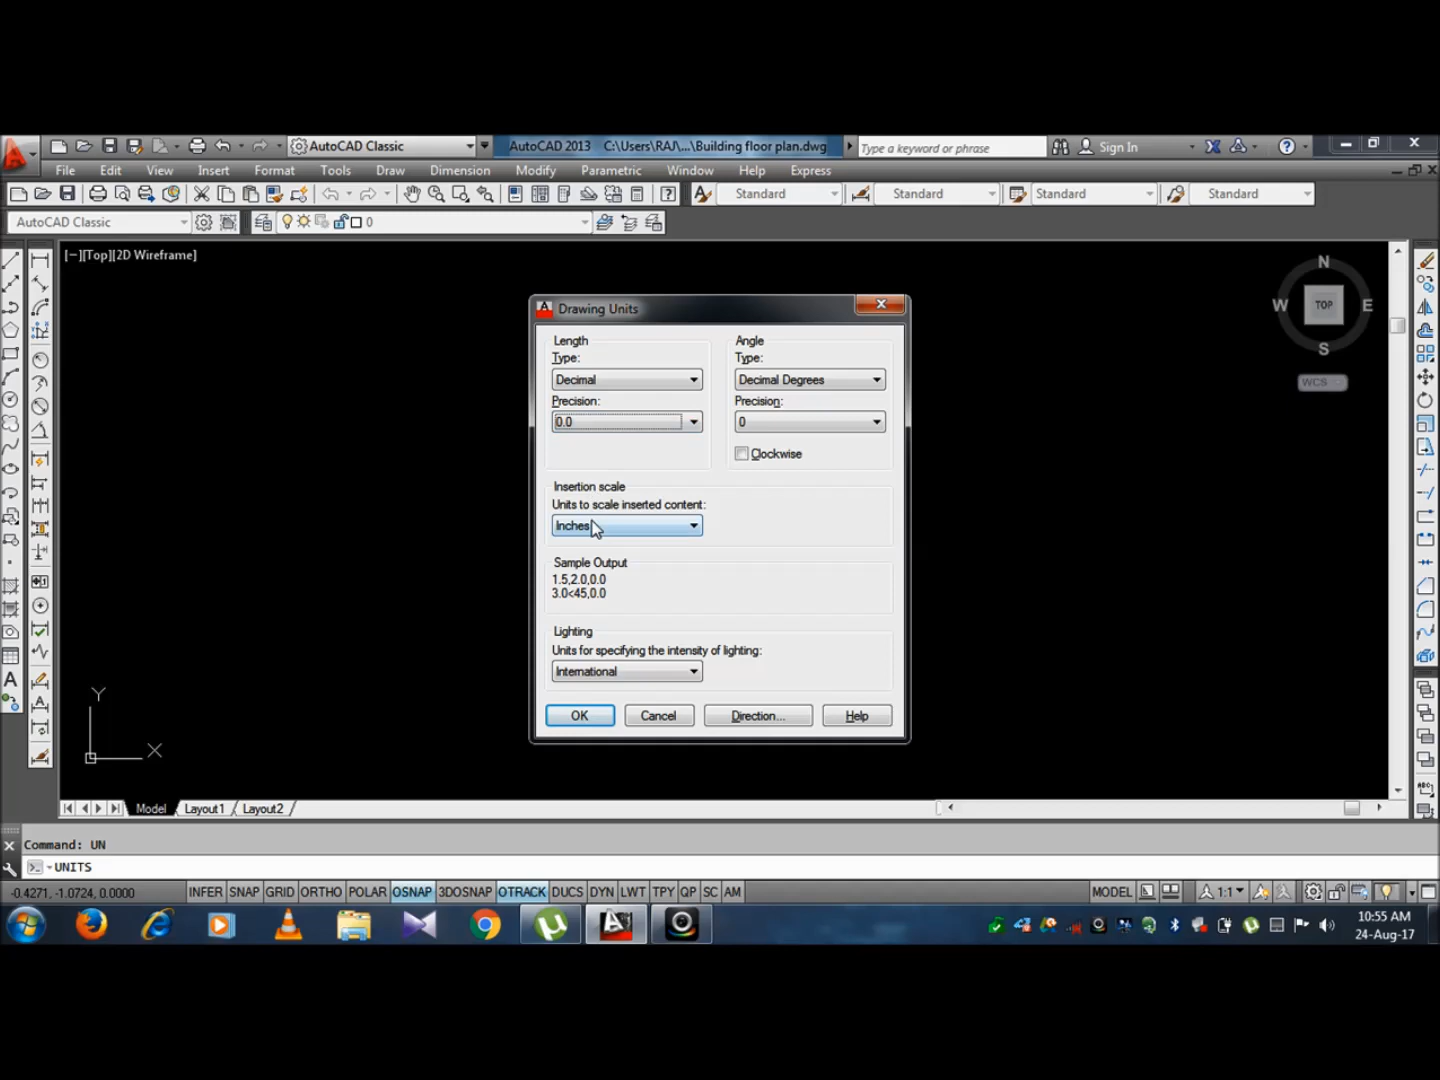 AutoCAD Classic
AutoCAD 2013 C:\Users\RAJ\...\Building floor plan.dwg
Type a keyword or phrase
Sign In
File Edit View Insert Format Tools Draw Dimension Modify Parametric Window Help Express
Standard Standard Standard Standard
AutoCAD Classic
0
[−][Top][2D Wireframe]
N
W TOP E
S
WCS
Drawing Units
Length
Type:
Decimal
Precision:
0.0
Angle
Type:
Decimal Degrees
Precision:
0
Clockwise
Insertion scale
Units to scale inserted content:
Inches
Sample Output
1.5,2.0,0.0
3.0<45,0.0
Lighting
Units for specifying the intensity of lighting:
International
OK Cancel Direction... Help
Y
X
Model Layout1 Layout2
Command: UN
UNITS
-0.4271, -1.0724, 0.0000 INFER SNAP GRID ORTHO POLAR OSNAP 3DOSNAP OTRACK DUCS DYN LWT TPY QP SC AM MODEL 1:1
10:55 AM
24-Aug-17